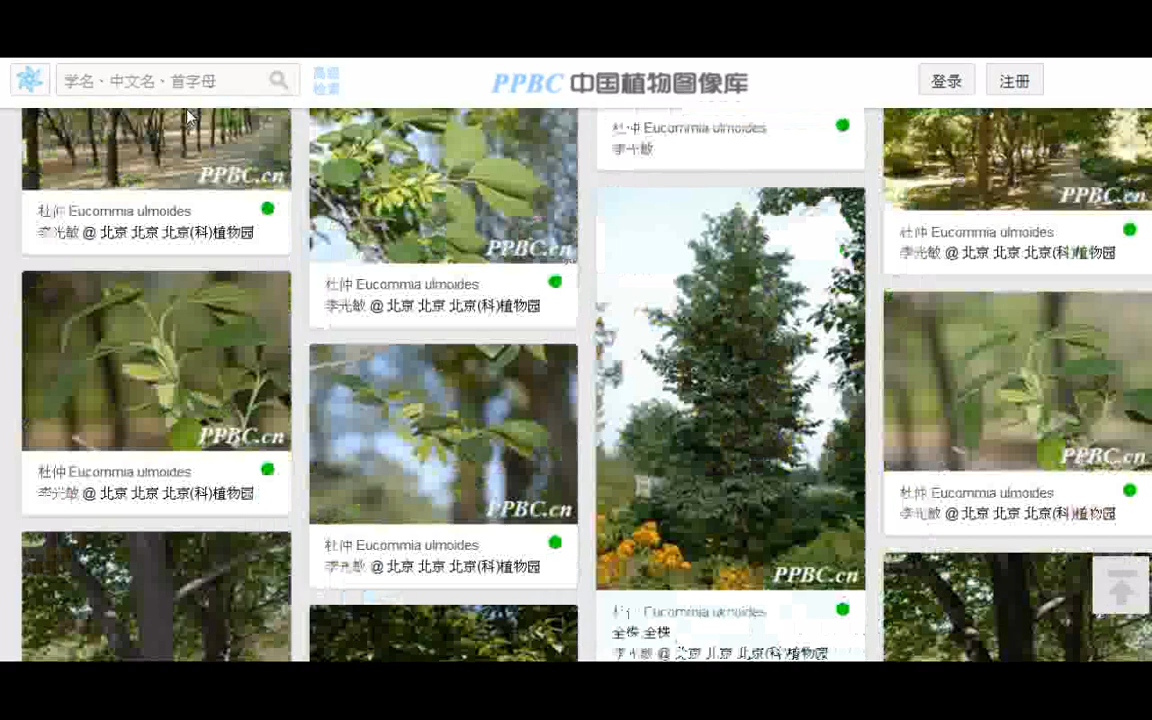 学名、中文名、首字母
高级
检索
PPBC 中国植物图像库
登录
注册
PPBC.cn
杜仲 Eucommia ulmoides
李光敏 @ 北京 北京 北京(科)植物园
PPBC.cn
杜仲 Eucommia ulmoides
李光敏 @ 北京 北京 北京(科)植物园
PPBC.cn
杜仲 Eucommia ulmoides
李光敏 @ 北京 北京 北京(科)植物园
PPBC.cn
杜仲 Eucommia ulmoides
李光敏 @ 北京 北京 北京(科)植物园
杜仲 Eucommia ulmoides
李光敏
PPBC.cn
杜仲 Eucommia ulmoides
全株 全株
李光敏 @ 北京 北京 北京(科)植物园
PPBC.cn
杜仲 Eucommia ulmoides
李光敏 @ 北京 北京 北京(科)植物园
PPBC.cn
杜仲 Eucommia ulmoides
李光敏 @ 北京 北京 北京(科)植物园